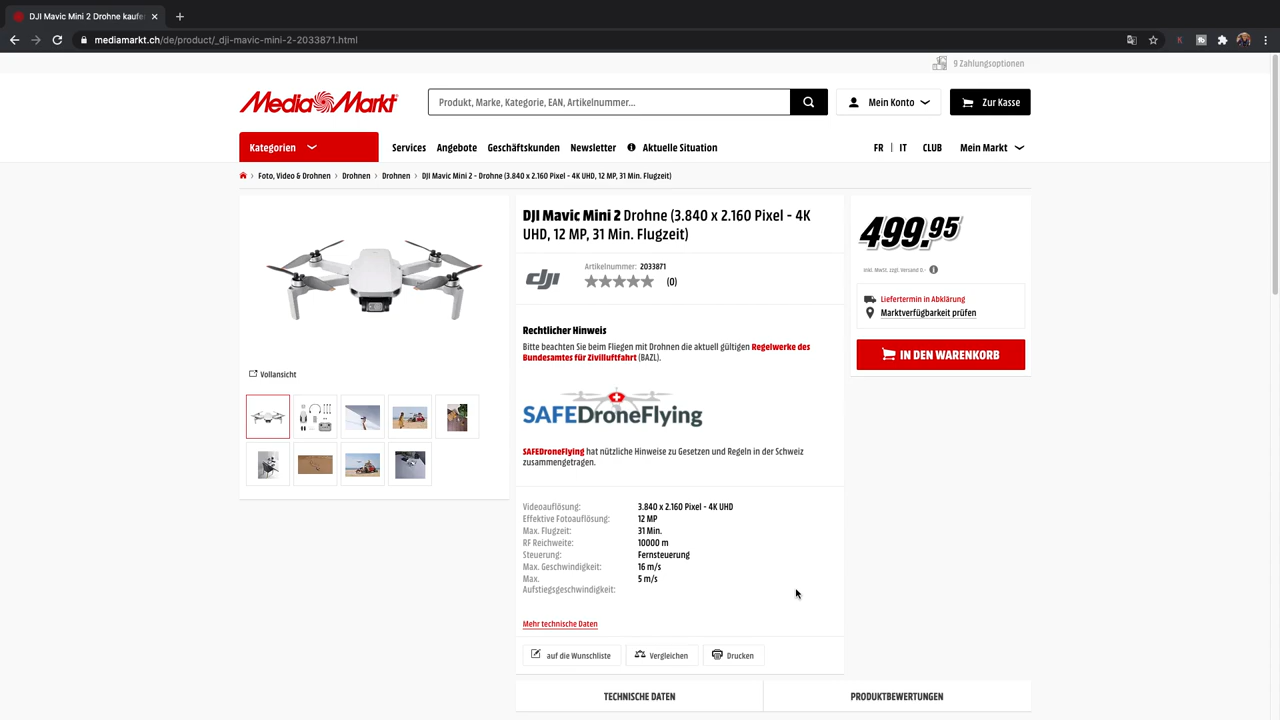 DJI Mavic Mini 2 Drohne kaufen
mediamarkt.ch/de/product/_dji-mavic-mini-2-2033871.html
9 Zahlungsoptionen
Media Markt
Produkt, Marke, Kategorie, EAN, Artikelnummer...
Mein Konto
Zur Kasse
Kategorien
Services
Angebote
Geschäftskunden
Newsletter
Aktuelle Situation
FR | IT
CLUB
Mein Markt
Foto, Video & Drohnen > Drohnen > Drohnen > DJI Mavic Mini 2 - Drohne (3.840 x 2.160 Pixel - 4K UHD, 12 MP, 31 Min. Flugzeit)
DJI Mavic Mini 2 Drohne (3.840 x 2.160 Pixel - 4K
UHD, 12 MP, 31 Min. Flugzeit)
dji
Artikelnummer: 2033871
(0)
499.95
inkl. MwSt. zzgl. Versand 0.-
Liefertermin in Abklärung
Marktverfügbarkeit prüfen
IN DEN WARENKORB
Vollansicht
Rechtlicher Hinweis
Bitte beachten Sie beim Fliegen mit Drohnen die aktuell gültigen Regelwerke des
Bundesamtes für Zivilluftfahrt (BAZL).
SAFEDroneFlying
SAFEDroneFlying hat nützliche Hinweise zu Gesetzen und Regeln in der Schweiz
zusammengetragen.
Videoauflösung: 3.840 x 2.160 Pixel - 4K UHD
Effektive Fotoauflösung: 12 MP
Max. Flugzeit: 31 Min.
RF Reichweite: 10000 m
Steuerung: Fernsteuerung
Max. Geschwindigkeit: 16 m/s
Max. 5 m/s
Aufstiegsgeschwindigkeit:
Mehr technische Daten
auf die Wunschliste
Vergleichen
Drucken
TECHNISCHE DATEN
PRODUKTBEWERTUNGEN